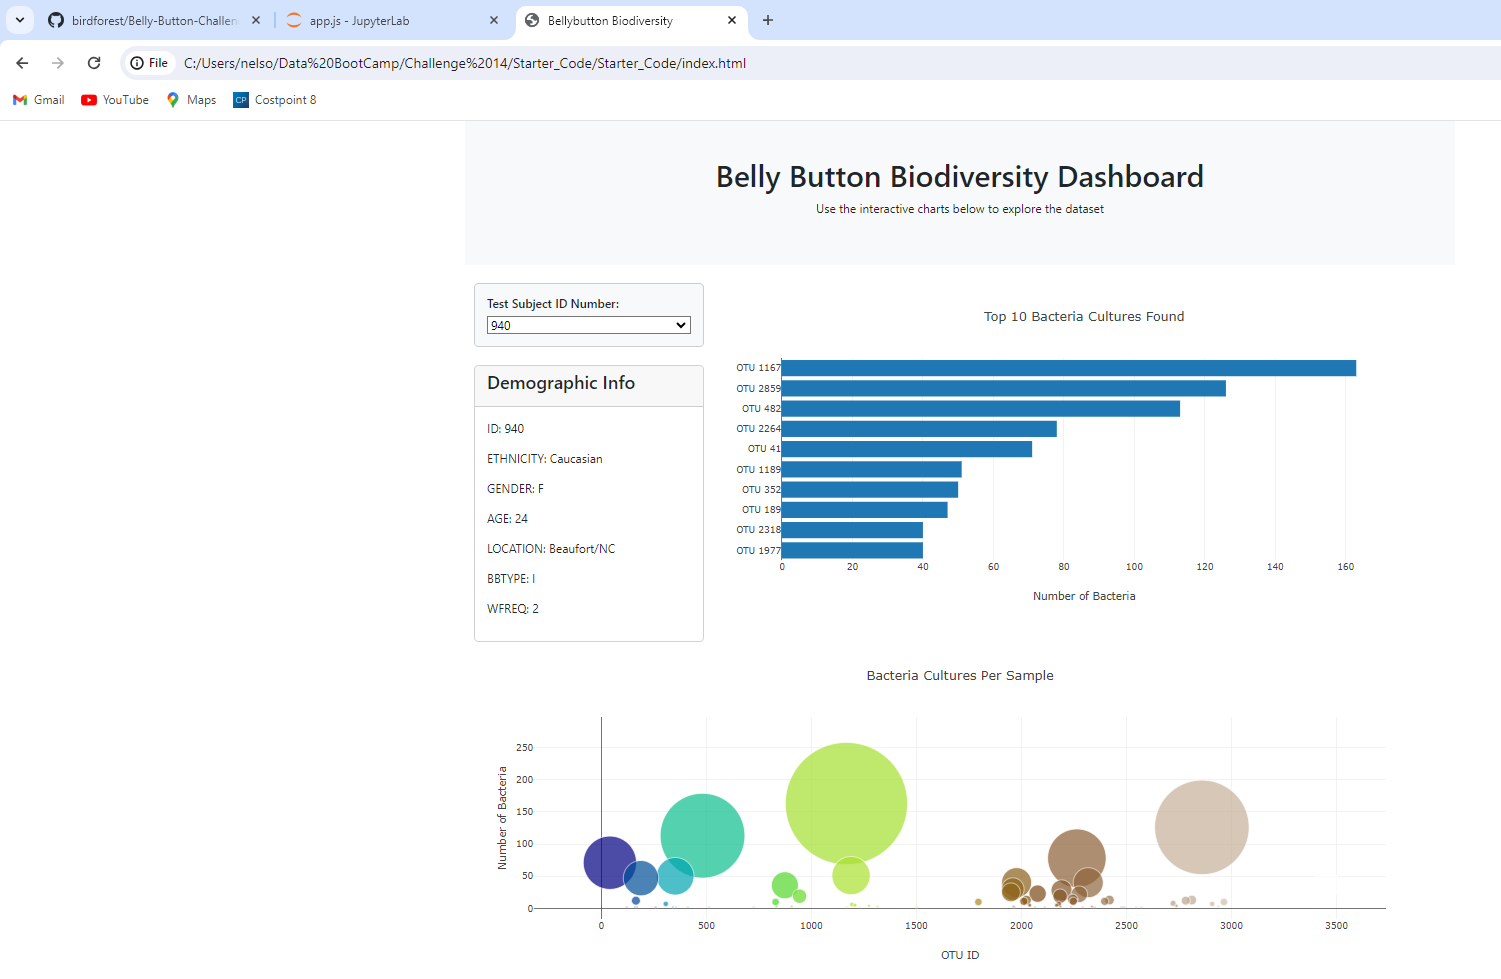 birdforest/Belly-Button-Challen
app.js - JupyterLab
Bellybutton Biodiversity
File
C:/Users/nelso/Data%20BootCamp/Challenge%2014/Starter_Code/Starter_Code/index.html
Gmail
YouTube
Maps
CP
Costpoint 8
Belly Button Biodiversity Dashboard
Use the interactive charts below to explore the dataset
Test Subject ID Number:
940
Demographic Info
ID: 940
ETHNICITY: Caucasian
GENDER: F
AGE: 24
LOCATION: Beaufort/NC
BBTYPE: I
WFREQ: 2
Top 10 Bacteria Cultures Found
OTU 1167
OTU 2859
OTU 482
OTU 2264
OTU 41
OTU 1189
OTU 352
OTU 189
OTU 2318
OTU 1977
0 20 40 60 80 100 120 140 160
Number of Bacteria
Bacteria Cultures Per Sample
Number of Bacteria
250
200
150
100
50
0
0 500 1000 1500 2000 2500 3000 3500
OTU ID